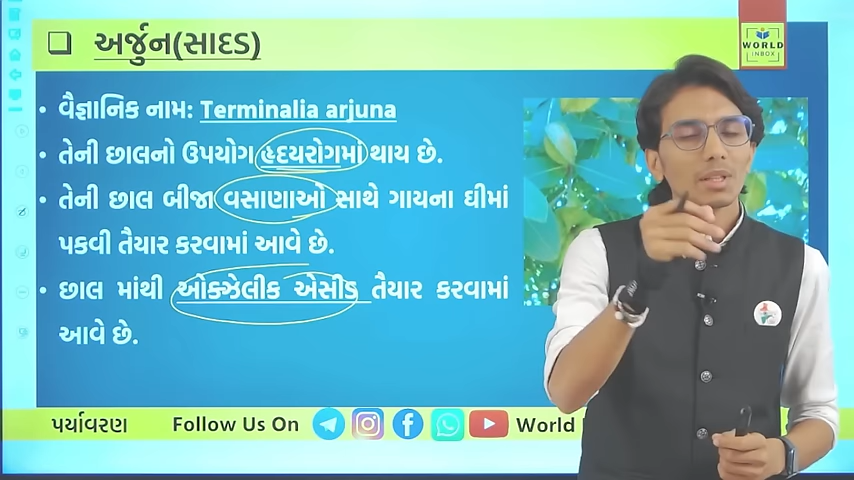 WORLD
INBOX
❑ અર્જુન(સાદડ)
• વૈજ્ઞાનિક નામ: Terminalia arjuna
• તેની છાલનો ઉપયોગ હૃદયરોગમાં થાય છે.
• તેની છાલ બીજા વસાણાઓ સાથે ગાયના ઘીમાં
પકવી તૈયાર કરવામાં આવે છે.
• છાલ માંથી ઓક્ઝેલીક એસીડ તૈયાર કરવામાં
આવે છે.
પર્યાવરણ Follow Us On World